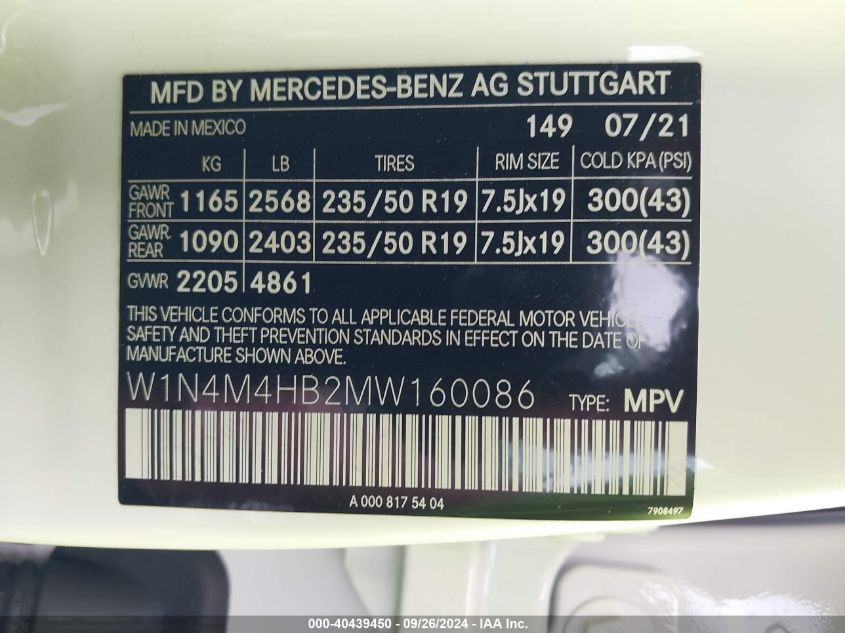 MFD BY MERCEDES-BENZ AG STUTTGART
MADE IN MEXICO 149 07/21
KG LB TIRES RIM SIZE COLD KPA (PSI)
GAWR FRONT 1165 2568 235/50 R19 7.5Jx19 300(43)
GAWR REAR 1090 2403 235/50 R19 7.5Jx19 300(43)
GVWR 2205 4861
THIS VEHICLE CONFORMS TO ALL APPLICABLE FEDERAL MOTOR VEHICLE
SAFETY AND THEFT PREVENTION STANDARDS IN EFFECT ON THE DATE OF
MANUFACTURE SHOWN ABOVE.
W1N4M4HB2MW160086 TYPE: MPV
A 000 817 54 04
7908497
000-40439450 - 09/26/2024 - IAA Inc.